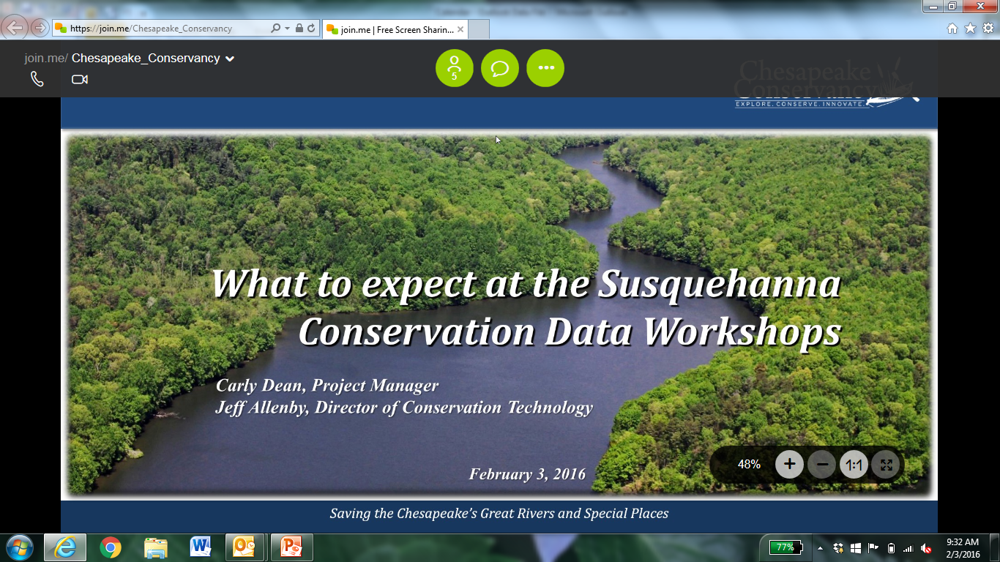 https://join.me/Chesapeake_Conservancy
join.me | Free Screen Sharin...
join.me/ Chesapeake_Conservancy
5
Chesapeake
Conservancy
EXPLORE. CONSERVE. INNOVATE.
What to expect at the Susquehanna
Conservation Data Workshops
Carly Dean, Project Manager
Jeff Allenby, Director of Conservation Technology
February 3, 2016
48%
1:1
Saving the Chesapeake's Great Rivers and Special Places
77%
9:32 AM
2/3/2016